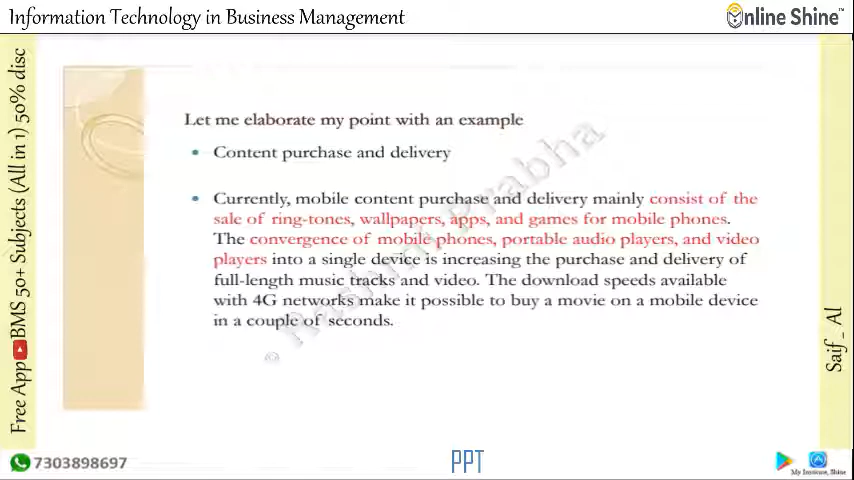 Information Technology in Business Management
Online Shine™
Free App BMS 50+ Subjects (All in 1) 50% disc
Let me elaborate my point with an example
• Content purchase and delivery
• Currently, mobile content purchase and delivery mainly consist of the
sale of ring-tones, wallpapers, apps, and games for mobile phones.
The convergence of mobile phones, portable audio players, and video
players into a single device is increasing the purchase and delivery of
full-length music tracks and video. The download speeds available
with 4G networks make it possible to buy a movie on a mobile device
in a couple of seconds.
© Rashmi Prabha
Saif_Al
7303898697
PPT
My Institute, Shine